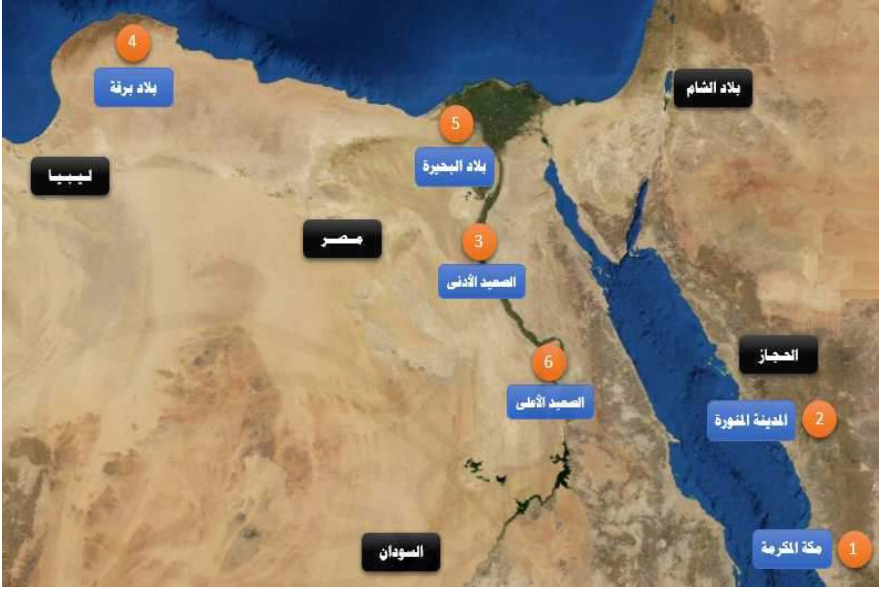 4
بلاد برقة
بلاد الشام
5
بلاد البحيرة
ليبيا
مصر
3
الصعيد الأدنى
الحجاز
6
الصعيد الأعلى
المدينة المنورة
2
السودان
مكة المكرمة
1